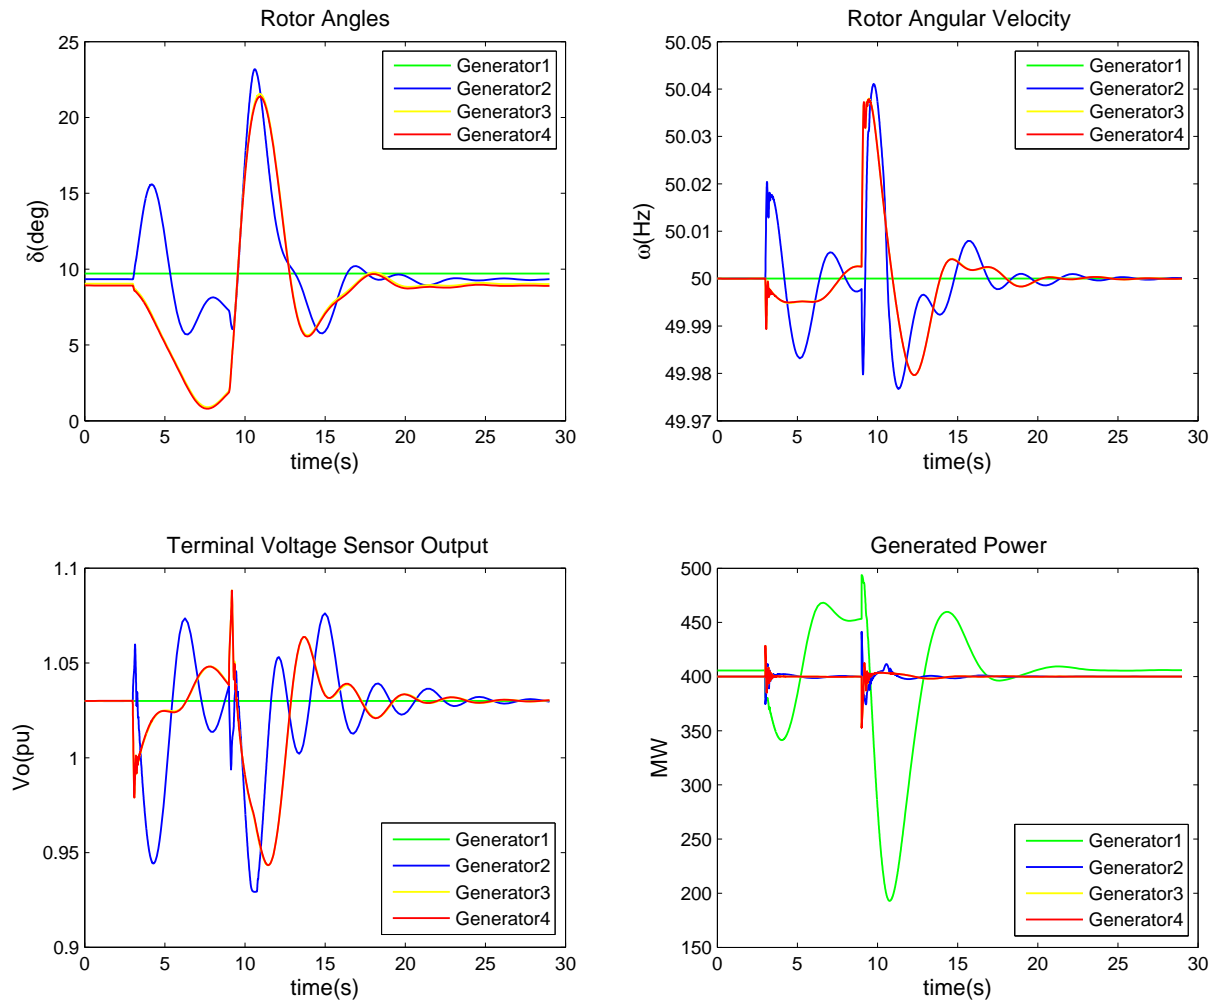 Rotor Angles
25
20
15
10
5
0
δ(deg)
0 5 10 15 20 25 30
time(s)
Generator1
Generator2
Generator3
Generator4
Rotor Angular Velocity
50.05
50.04
50.03
50.02
50.01
50
49.99
49.98
49.97
ω(Hz)
0 5 10 15 20 25 30
time(s)
Generator1
Generator2
Generator3
Generator4
Terminal Voltage Sensor Output
1.1
1.05
1
0.95
0.9
Vo(pu)
0 5 10 15 20 25 30
time(s)
Generator1
Generator2
Generator3
Generator4
Generated Power
500
450
400
350
300
250
200
150
MW
0 5 10 15 20 25 30
time(s)
Generator1
Generator2
Generator3
Generator4